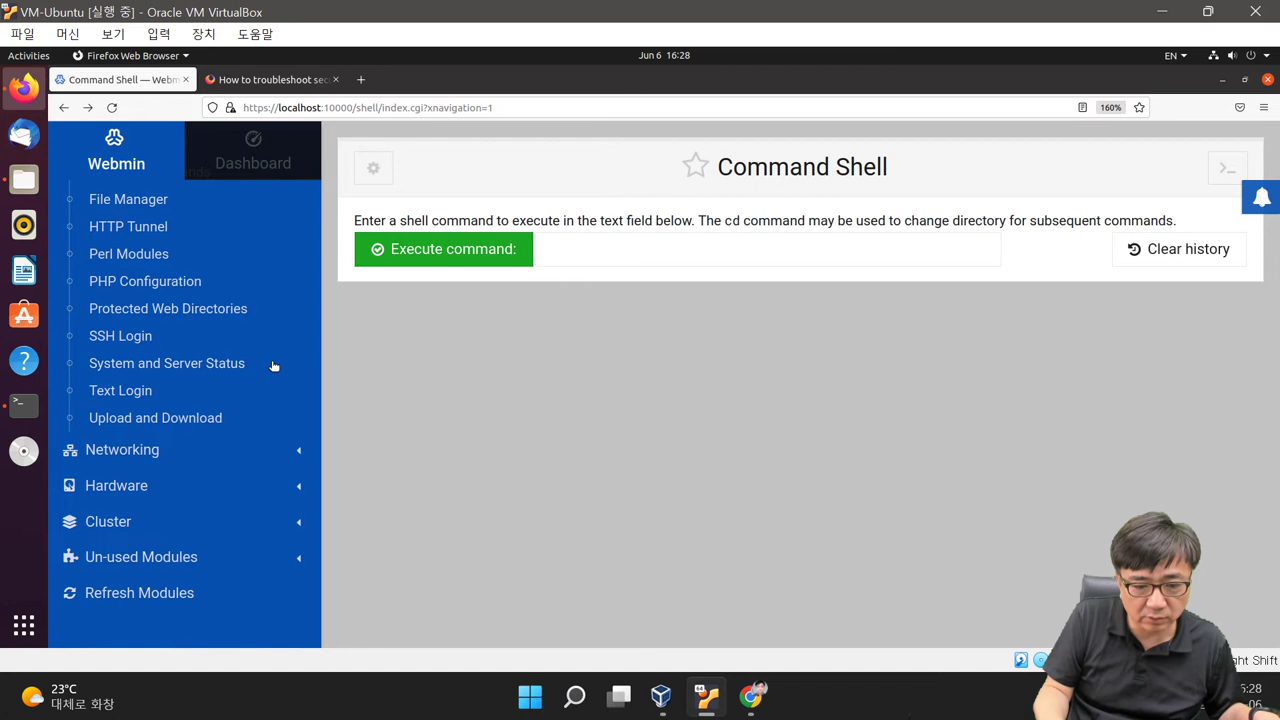 VM-Ubuntu [실행 중] - Oracle VM VirtualBox
파일 머신 보기 입력 장치 도움말
Activities Firefox Web Browser Jun 6 16:28 EN
Command Shell — Webm How to troubleshoot sec
https://localhost:10000/shell/index.cgi?xnavigation=1 160%
Webmin Dashboard
File Manager
HTTP Tunnel
Perl Modules
PHP Configuration
Protected Web Directories
SSH Login
System and Server Status
Text Login
Upload and Download
Networking
Hardware
Cluster
Un-used Modules
Refresh Modules
Command Shell
Enter a shell command to execute in the text field below. The cd command may be used to change directory for subsequent commands.
Execute command: Clear history
ght Shift
23°C
대체로 화창